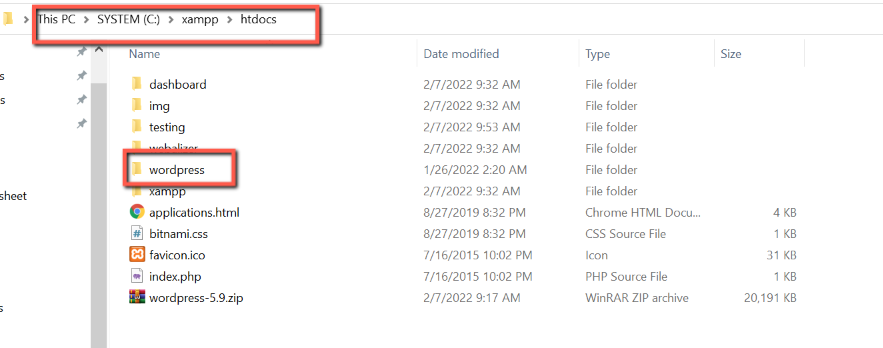 This PC > SYSTEM (C:) > xampp > htdocs
Name Date modified Type Size
dashboard 2/7/2022 9:32 AM File folder
img 2/7/2022 9:32 AM File folder
testing 2/7/2022 9:53 AM File folder
webalizer 2/7/2022 9:32 AM File folder
wordpress 1/26/2022 2:20 AM File folder
xampp 2/7/2022 9:32 AM File folder
applications.html 8/27/2019 8:32 PM Chrome HTML Docu... 4 KB
bitnami.css 8/27/2019 8:32 PM CSS Source File 1 KB
favicon.ico 7/16/2015 10:02 PM Icon 31 KB
index.php 7/16/2015 10:02 PM PHP Source File 1 KB
wordpress-5.9.zip 2/7/2022 9:17 AM WinRAR ZIP archive 20,191 KB
s
s
sheet
s